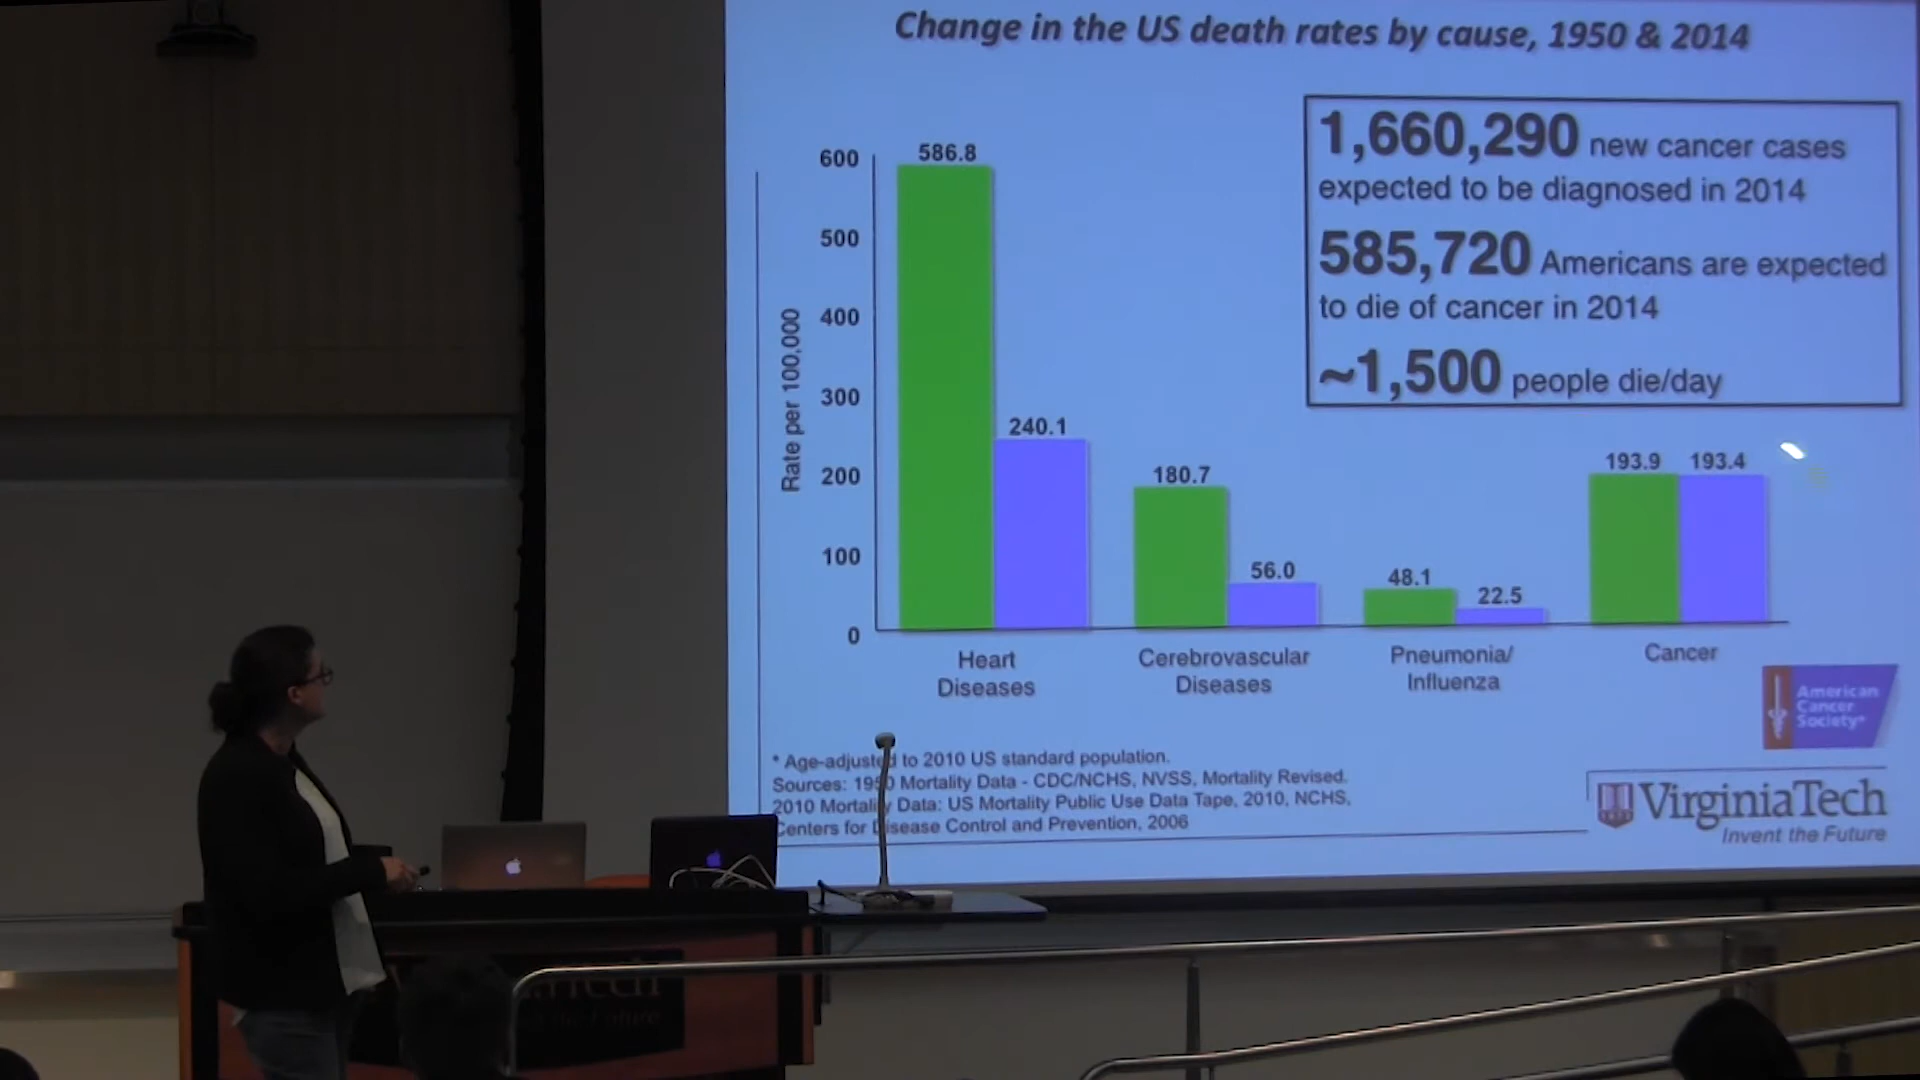 Change in the US death rates by cause, 1950 & 2014
1,660,290 new cancer cases
expected to be diagnosed in 2014
585,720 Americans are expected
to die of cancer in 2014
~1,500 people die/day
Rate per 100,000
600
500
400
300
200
100
0
586.8
240.1
180.7
56.0
48.1
22.5
193.9 193.4
Heart
Diseases
Cerebrovascular
Diseases
Pneumonia/
Influenza
Cancer
American
Cancer
Society®
* Age-adjusted to 2010 US standard population.
Sources: 1950 Mortality Data - CDC/NCHS, NVSS, Mortality Revised.
2010 Mortality Data: US Mortality Public Use Data Tape, 2010, NCHS,
Centers for Disease Control and Prevention, 2006
VirginiaTech
Invent the Future